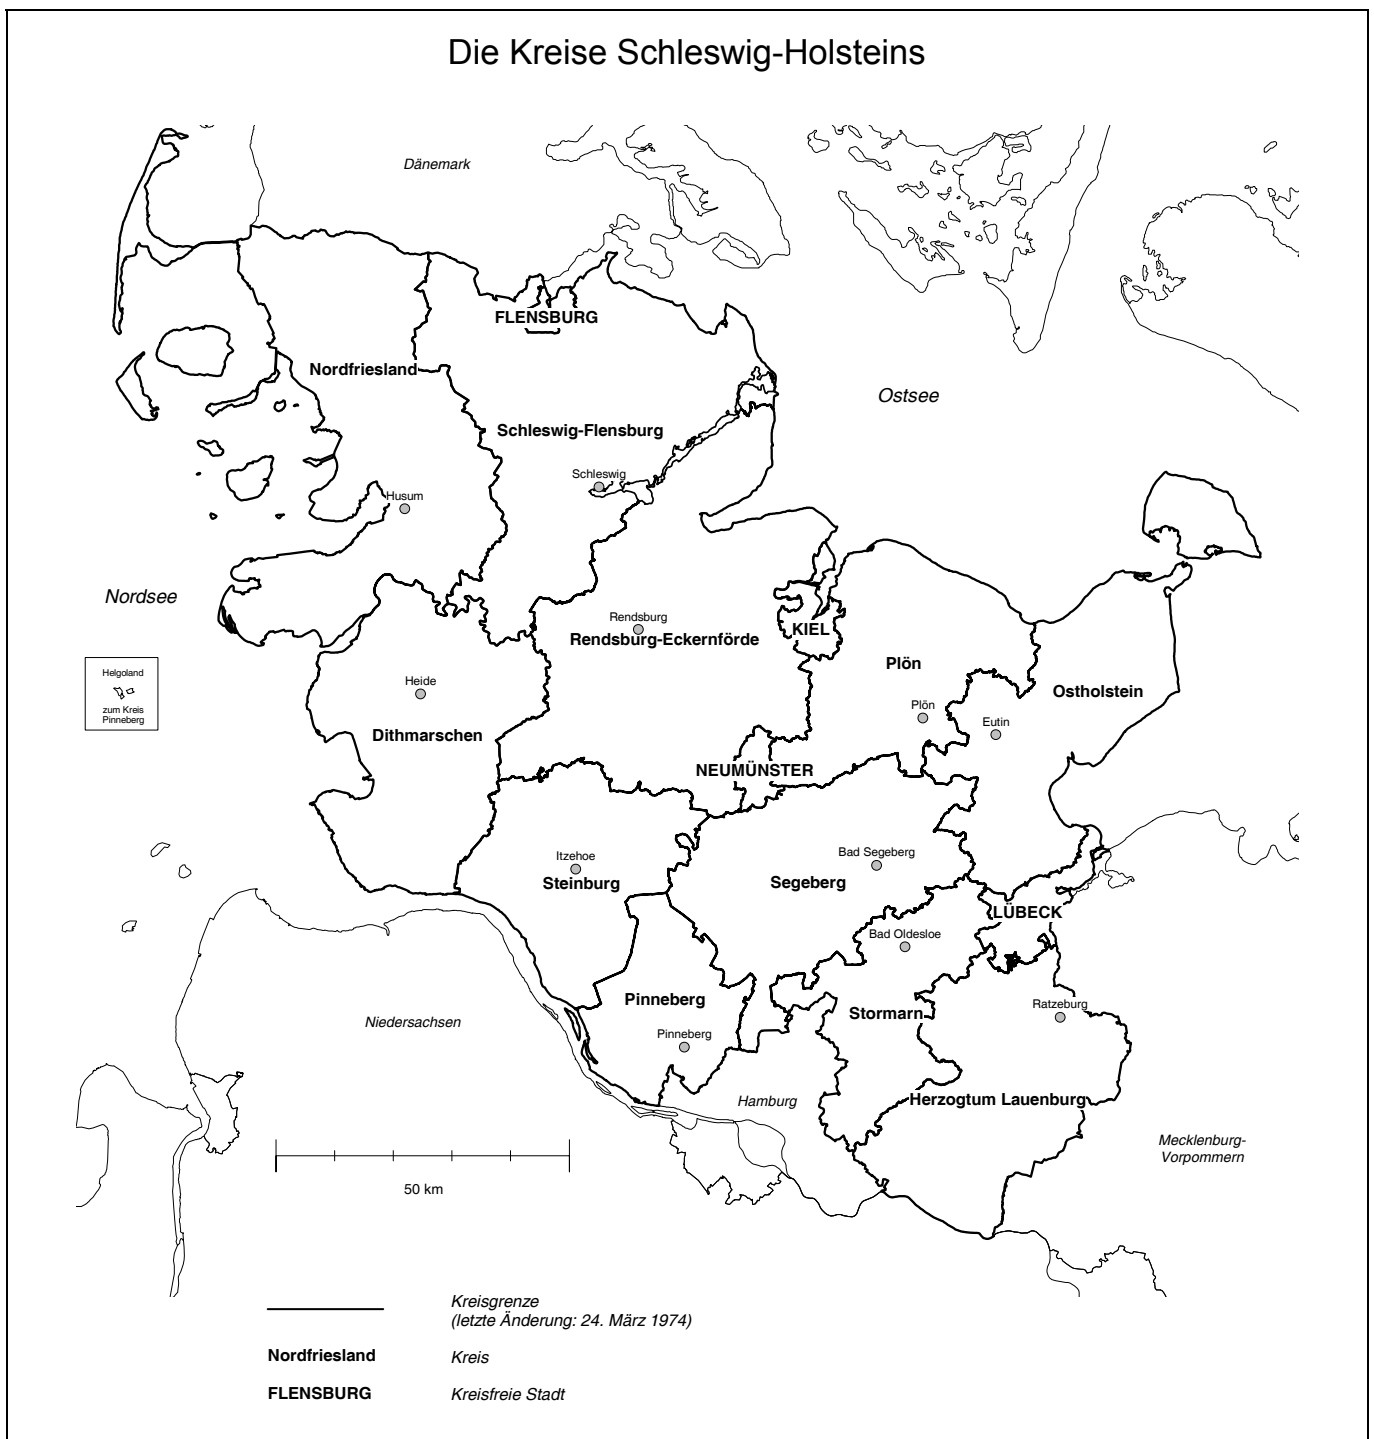 Die Kreise Schleswig-Holsteins
Dänemark
FLENSBURG
Nordfriesland
Ostsee
Schleswig-Flensburg
Schleswig
Husum
Nordsee
Rendsburg
Rendsburg-Eckernförde
KIEL
Plön
Helgoland
zum Kreis
Pinneberg
Heide
Ostholstein
Plön
Eutin
Dithmarschen
NEUMÜNSTER
Itzehoe
Steinburg
Bad Segeberg
Segeberg
LÜBECK
Bad Oldesloe
Pinneberg
Ratzeburg
Stormarn
Niedersachsen
Pinneberg
Hamburg
Herzogtum Lauenburg
Mecklenburg-
Vorpommern
50 km
Kreisgrenze
(letzte Änderung: 24. März 1974)
Nordfriesland Kreis
FLENSBURG Kreisfreie Stadt